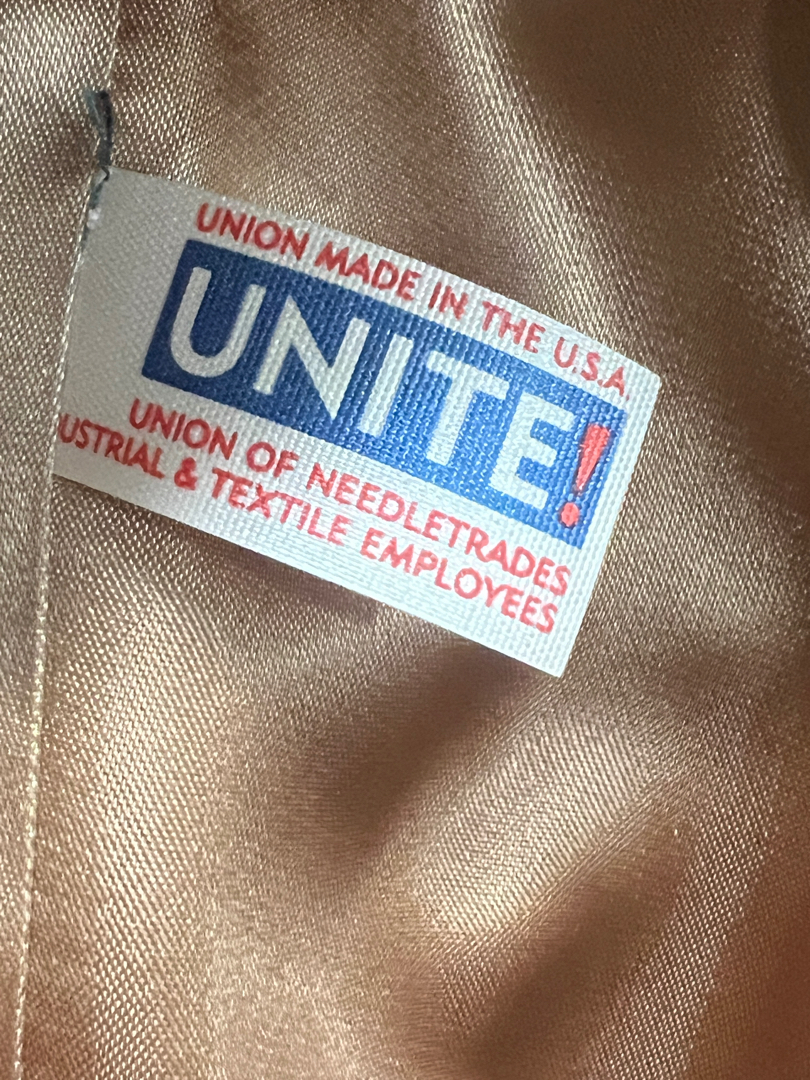 UNION MADE IN THE U.S.A.
UNITE!
UNION OF NEEDLETRADES
USTRIAL & TEXTILE EMPLOYEES